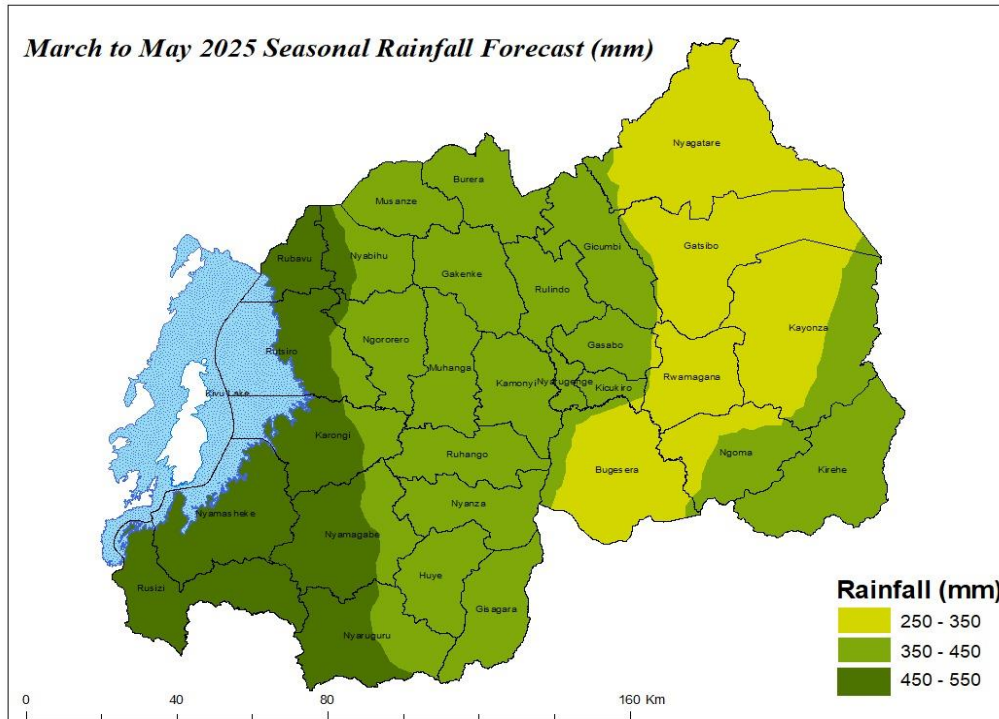 March to May 2025 Seasonal Rainfall Forecast (mm)
Nyagatare
Burera
Musanze
Gicumbi
Gatsibo
Nyabihu
Rubavu
Gakenke
Rulindo
Kayonza
Rutsiro
Ngororero
Gasabo
Muhanga
Rwamagana
Kamonyi
Nyarugenge
Kicukiro
Kivu Lake
Karongi
Ruhango
Ngoma
Bugesera
Kirehe
Nyanza
Nyamasheke
Nyamagabe
Huye
Rusizi
Gisagara
Nyaruguru
Rainfall (mm)
250 - 350
350 - 450
450 - 550
0 40 80 160 Km